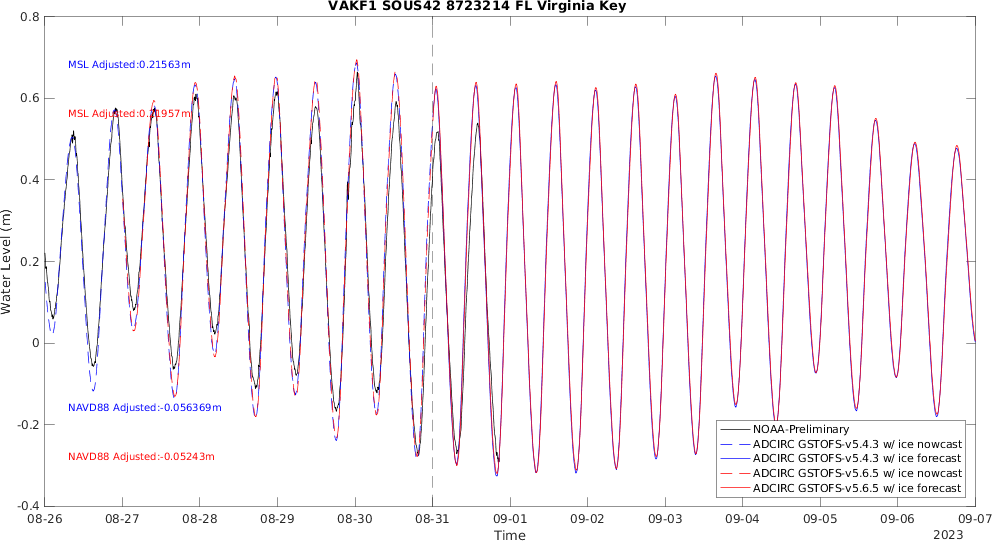 VAKF1 SOUS42 8723214 FL Virginia Key
0.8
0.6
0.4
0.2
0
-0.2
-0.4
Water Level (m)
MSL Adjusted:0.21563m
MSL Adjusted:0.21957m
NAVD88 Adjusted:-0.056369m
NAVD88 Adjusted:-0.05243m
NOAA-Preliminary
ADCIRC GSTOFS-v5.4.3 w/ ice nowcast
ADCIRC GSTOFS-v5.4.3 w/ ice forecast
ADCIRC GSTOFS-v5.6.5 w/ ice nowcast
ADCIRC GSTOFS-v5.6.5 w/ ice forecast
08-26 08-27 08-28 08-29 08-30 08-31 09-01 09-02 09-03 09-04 09-05 09-06 09-07
Time
2023